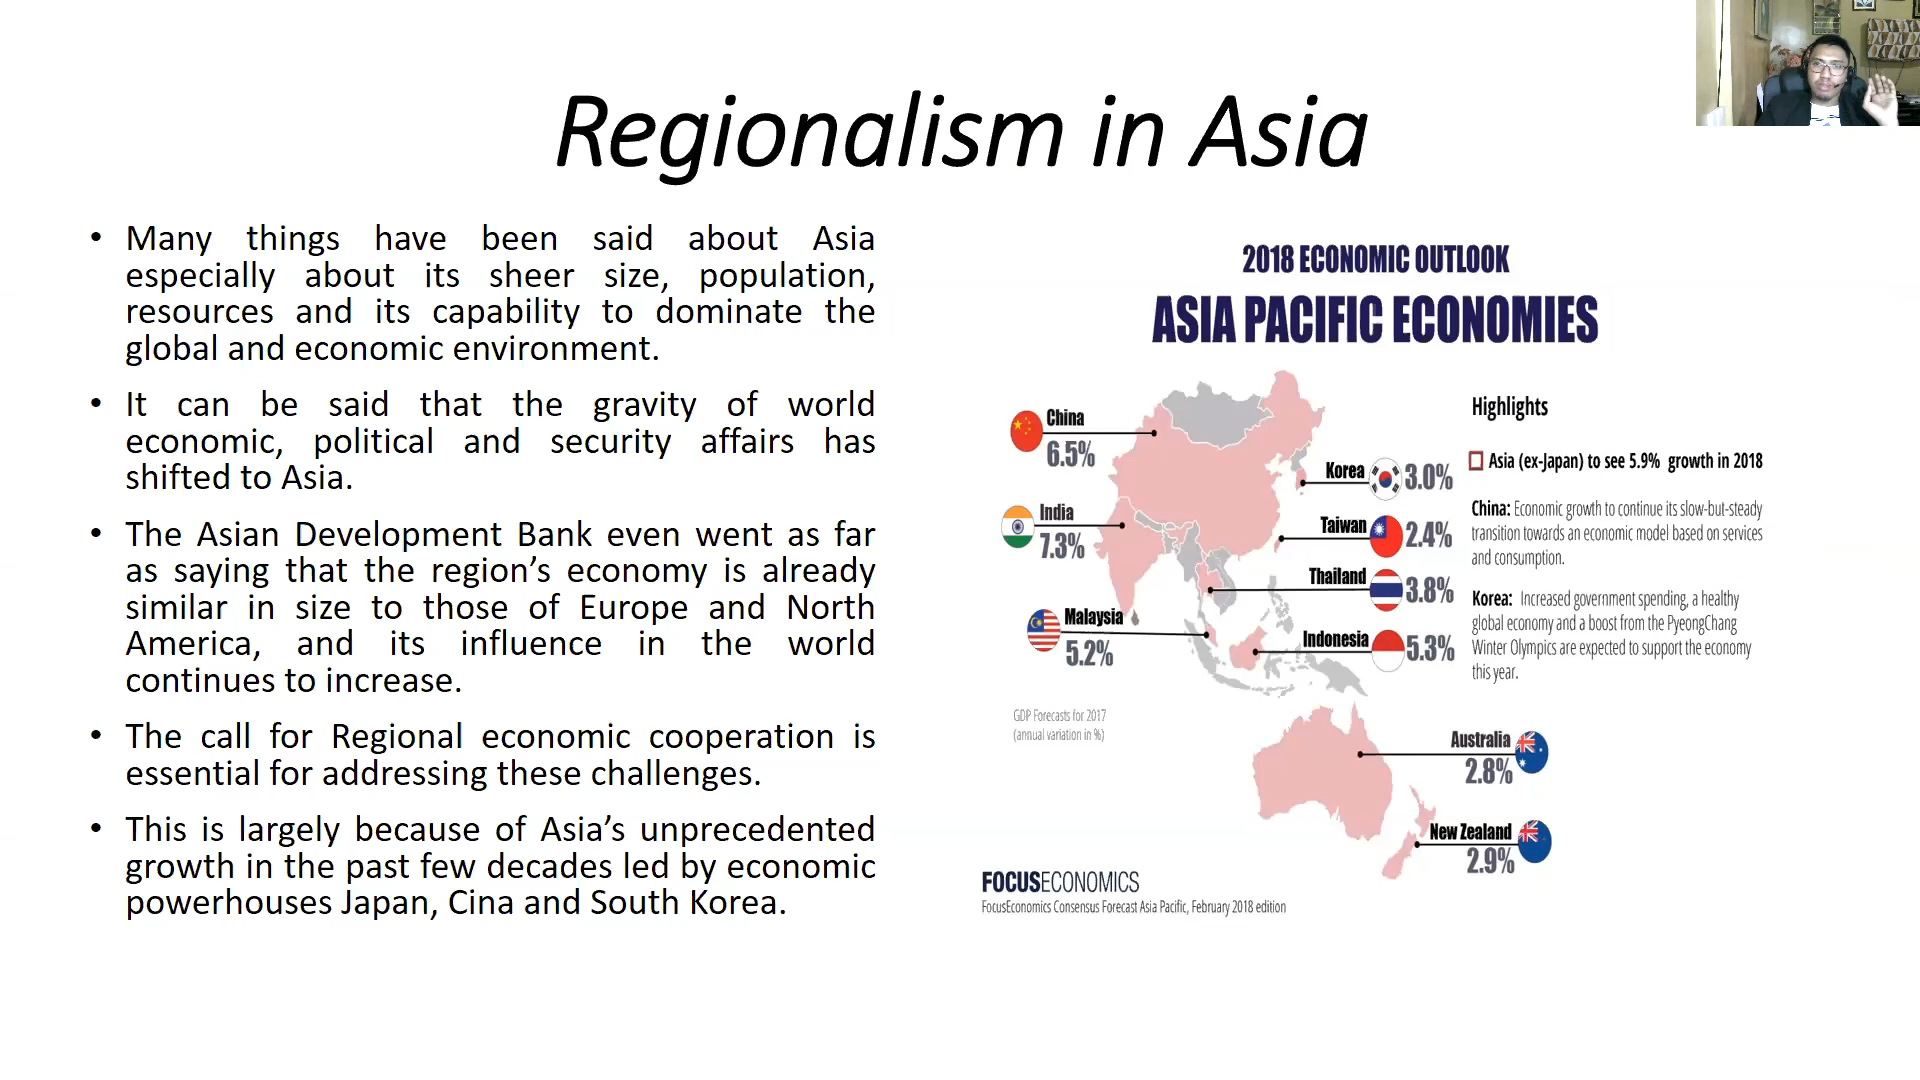 Regionalism in Asia
• Many things have been said about Asia
especially about its sheer size, population,
resources and its capability to dominate the
global and economic environment.
• It can be said that the gravity of world
economic, political and security affairs has
shifted to Asia.
• The Asian Development Bank even went as far
as saying that the region’s economy is already
similar in size to those of Europe and North
America, and its influence in the world
continues to increase.
• The call for Regional economic cooperation is
essential for addressing these challenges.
• This is largely because of Asia’s unprecedented
growth in the past few decades led by economic
powerhouses Japan, Cina and South Korea.
2018 ECONOMIC OUTLOOK
ASIA PACIFIC ECONOMIES
China
6.5%
India
7.3%
Malaysia
5.2%
Korea
3.0%
Taiwan
2.4%
Thailand
3.8%
Indonesia
5.3%
Australia
2.8%
New Zealand
2.9%
Highlights
Asia (ex-Japan) to see 5.9% growth in 2018
China: Economic growth to continue its slow-but-steady
transition towards an economic model based on services
and consumption.
Korea: Increased government spending, a healthy
global economy and a boost from the PyeongChang
Winter Olympics are expected to support the economy
this year.
GDP Forecasts for 2017
(annual variation in %)
FOCUSECONOMICS
FocusEconomics Consensus Forecast Asia Pacific, February 2018 edition